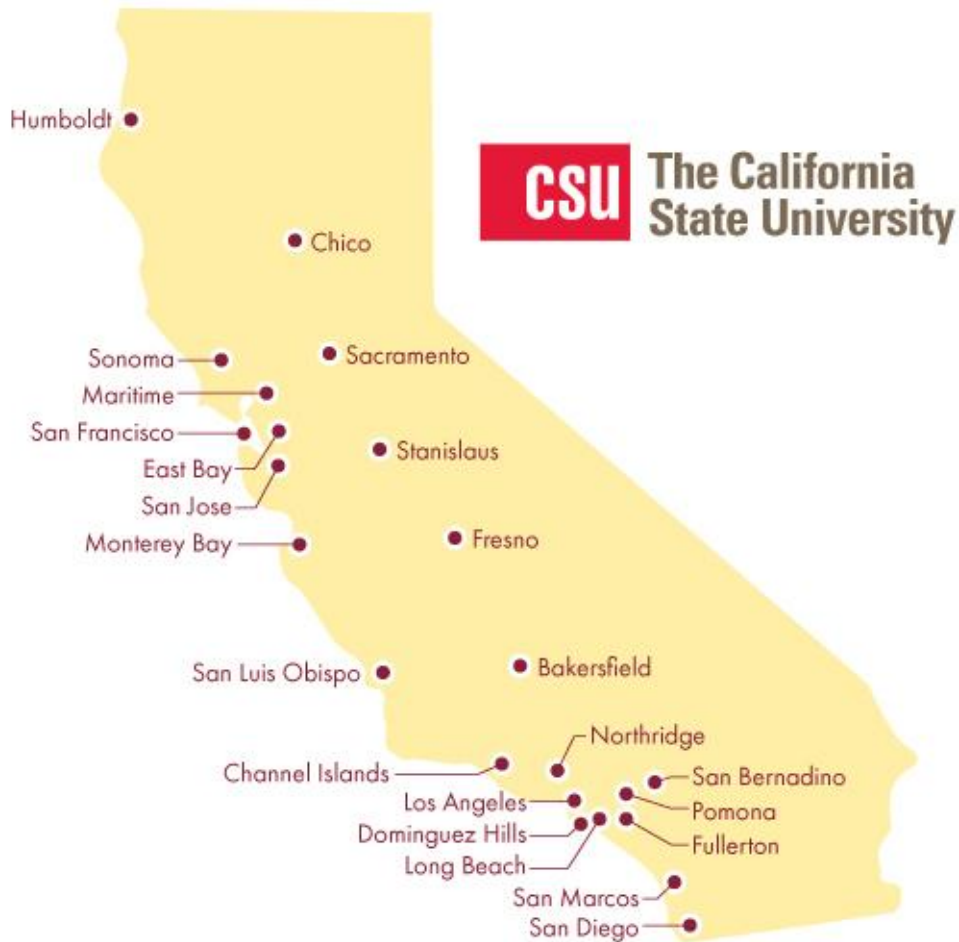 Humboldt
CSU
The California
State University
Chico
Sonoma
Sacramento
Maritime
San Francisco
Stanislaus
East Bay
San Jose
Monterey Bay
Fresno
San Luis Obispo
Bakersfield
Northridge
Channel Islands
San Bernadino
Los Angeles
Pomona
Dominguez Hills
Fullerton
Long Beach
San Marcos
San Diego